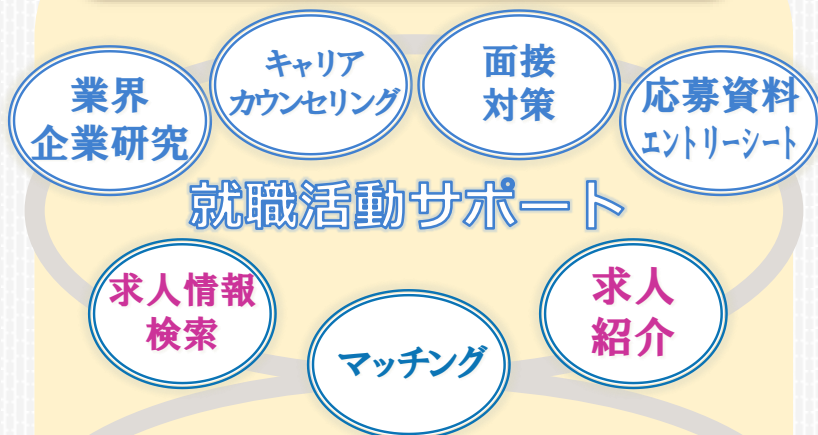 業界
企業研究
キャリア
カウンセリング
面接
対策
応募資料
エントリーシート
就職活動サポート
求人情報
検索
マッチング
求人
紹介